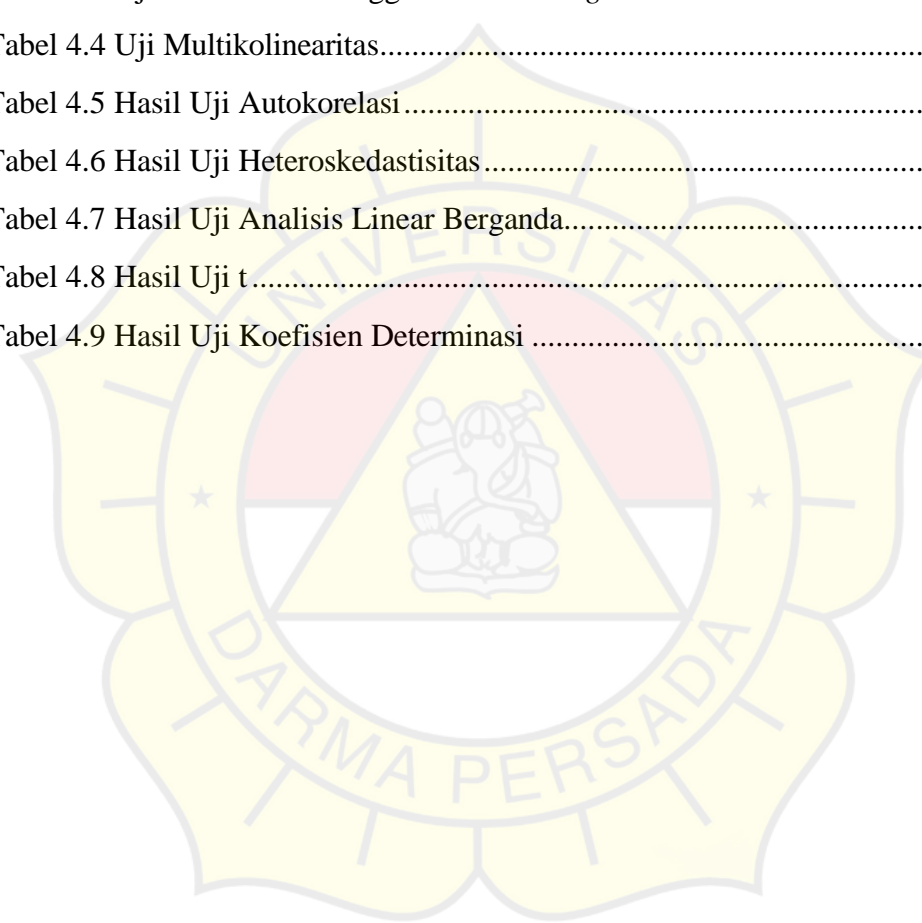 Tabel 4.4 Uji Multikolinearitas
Tabel 4.5 Hasil Uji Autokorelasi
Tabel 4.6 Hasil Uji Heteroskedastisitas
Tabel 4.7 Hasil Uji Analisis Linear Berganda
Tabel 4.8 Hasil Uji t
Tabel 4.9 Hasil Uji Koefisien Determinasi
UNIVERSITAS
DARMA PERSADA